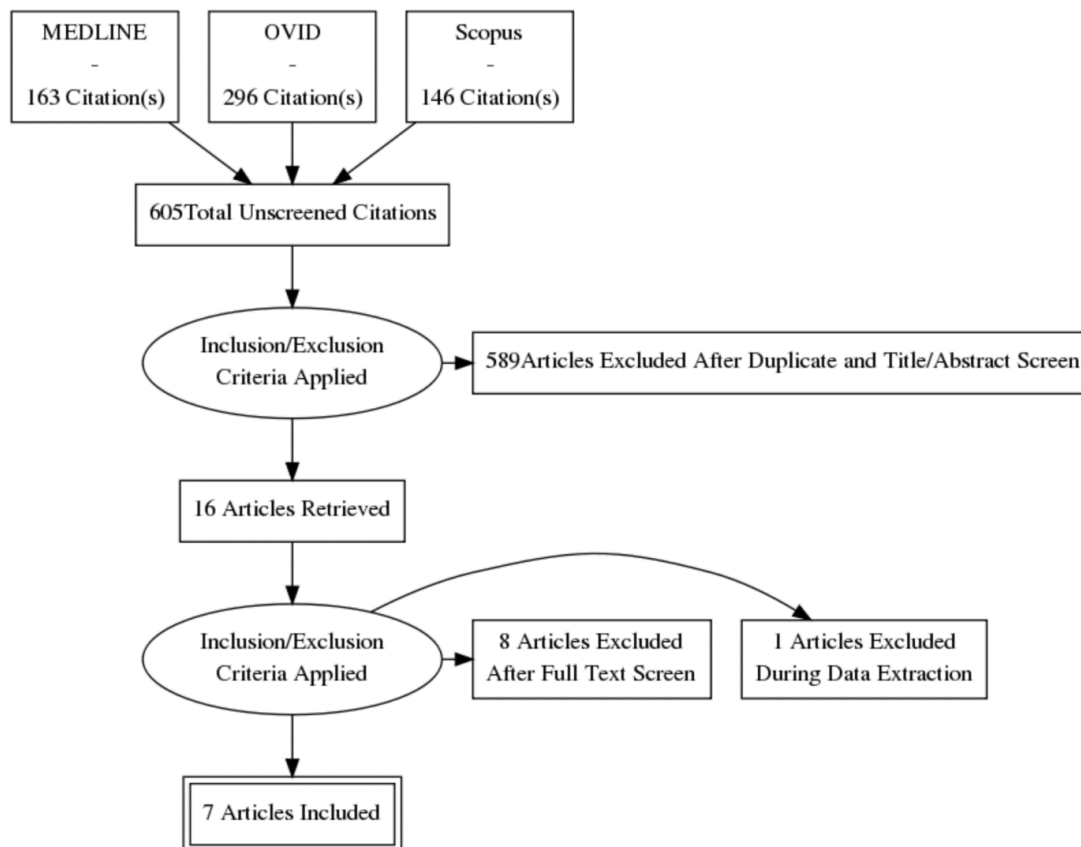 MEDLINE
-
163 Citation(s)
OVID
-
296 Citation(s)
Scopus
-
146 Citation(s)
605Total Unscreened Citations
Inclusion/Exclusion
Criteria Applied
589Articles Excluded After Duplicate and Title/Abstract Screen
16 Articles Retrieved
Inclusion/Exclusion
Criteria Applied
8 Articles Excluded
After Full Text Screen
1 Articles Excluded
During Data Extraction
7 Articles Included